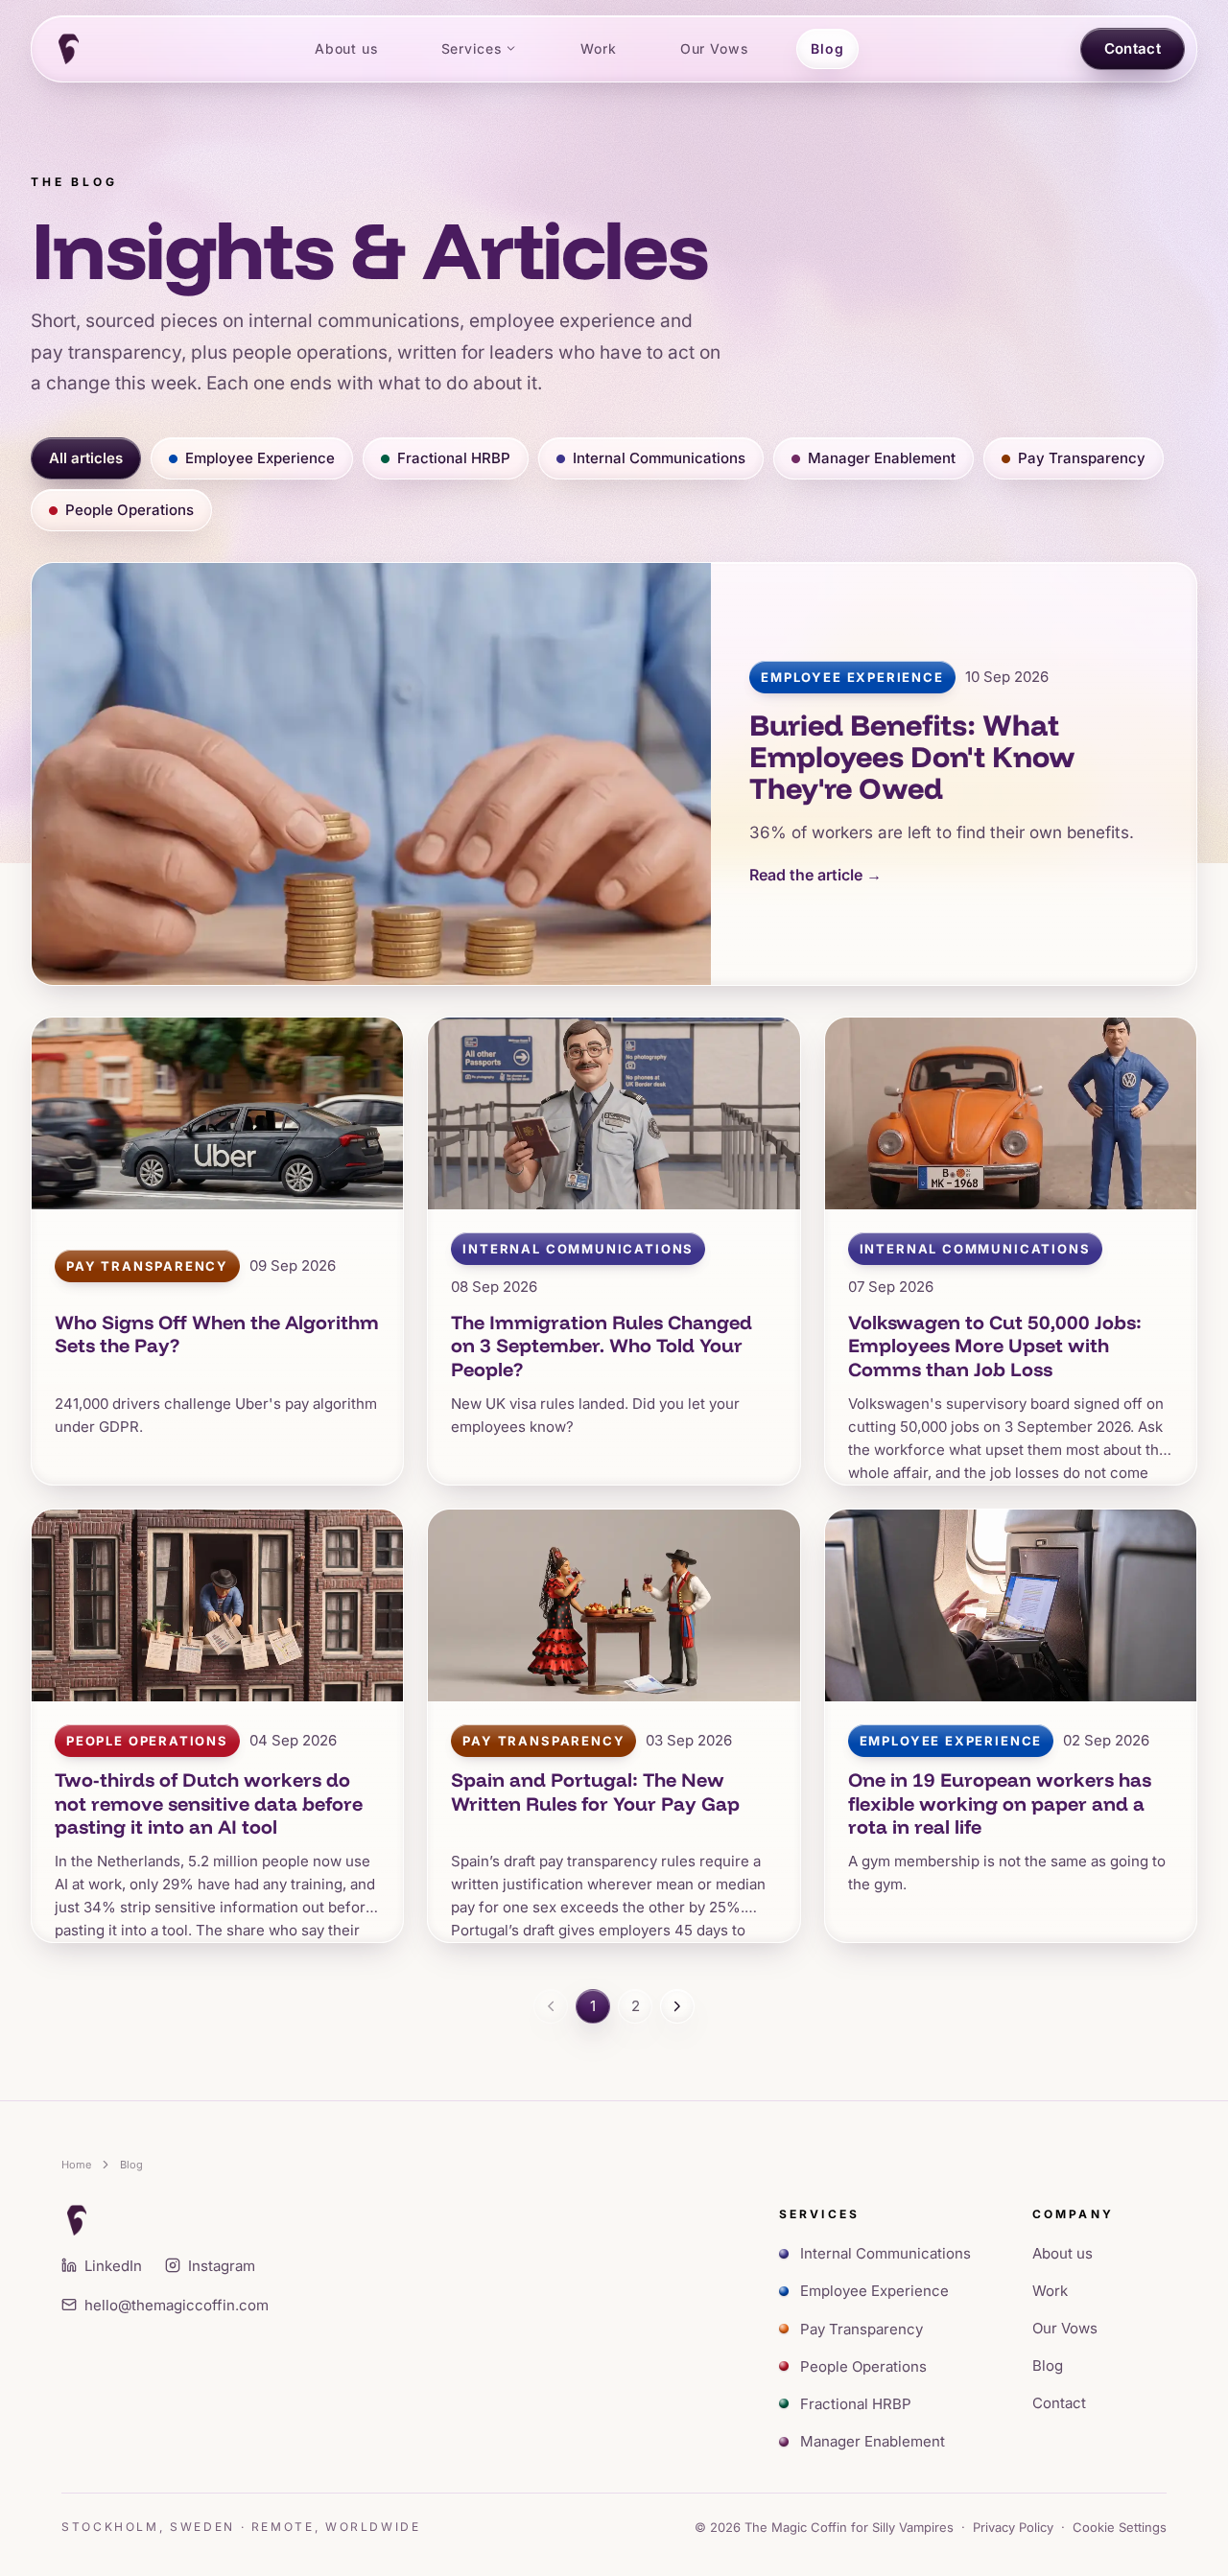 About us
Services
Work
Our Vows
Blog
Contact
THE BLOG
Insights & Articles
Short, sourced pieces on internal communications, employee experience and
pay transparency, plus people operations, written for leaders who have to act on
a change this week. Each one ends with what to do about it.
All articles
Employee Experience
Fractional HRBP
Internal Communications
Manager Enablement
Pay Transparency
People Operations
EMPLOYEE EXPERIENCE 10 Sep 2026
Buried Benefits: What
Employees Don't Know
They're Owed
36% of workers are left to find their own benefits.
Read the article →
Uber
PAY TRANSPARENCY 09 Sep 2026
Who Signs Off When the Algorithm
Sets the Pay?
241,000 drivers challenge Uber's pay algorithm
under GDPR.
All other
Passports
No photography
No phones at
UK Border desk
INTERNAL COMMUNICATIONS
08 Sep 2026
The Immigration Rules Changed
on 3 September. Who Told Your
People?
New UK visa rules landed. Did you let your
employees know?
B
MK-1968
INTERNAL COMMUNICATIONS
07 Sep 2026
Volkswagen to Cut 50,000 Jobs:
Employees More Upset with
Comms than Job Loss
Volkswagen's supervisory board signed off on
cutting 50,000 jobs on 3 September 2026. Ask
the workforce what upset them most about th…
whole affair, and the job losses do not come
PEOPLE OPERATIONS 04 Sep 2026
Two-thirds of Dutch workers do
not remove sensitive data before
pasting it into an AI tool
In the Netherlands, 5.2 million people now use
AI at work, only 29% have had any training, and
just 34% strip sensitive information out befor…
pasting it into a tool. The share who say their
PAY TRANSPARENCY 03 Sep 2026
Spain and Portugal: The New
Written Rules for Your Pay Gap
Spain’s draft pay transparency rules require a
written justification wherever mean or median
pay for one sex exceeds the other by 25%.…
Portugal’s draft gives employers 45 days to
EMPLOYEE EXPERIENCE 02 Sep 2026
One in 19 European workers has
flexible working on paper and a
rota in real life
A gym membership is not the same as going to
the gym.
1 2
Home > Blog
LinkedIn Instagram
hello@themagiccoffin.com
SERVICES
Internal Communications
Employee Experience
Pay Transparency
People Operations
Fractional HRBP
Manager Enablement
COMPANY
About us
Work
Our Vows
Blog
Contact
STOCKHOLM, SWEDEN · REMOTE, WORLDWIDE
© 2026 The Magic Coffin for Silly Vampires · Privacy Policy · Cookie Settings